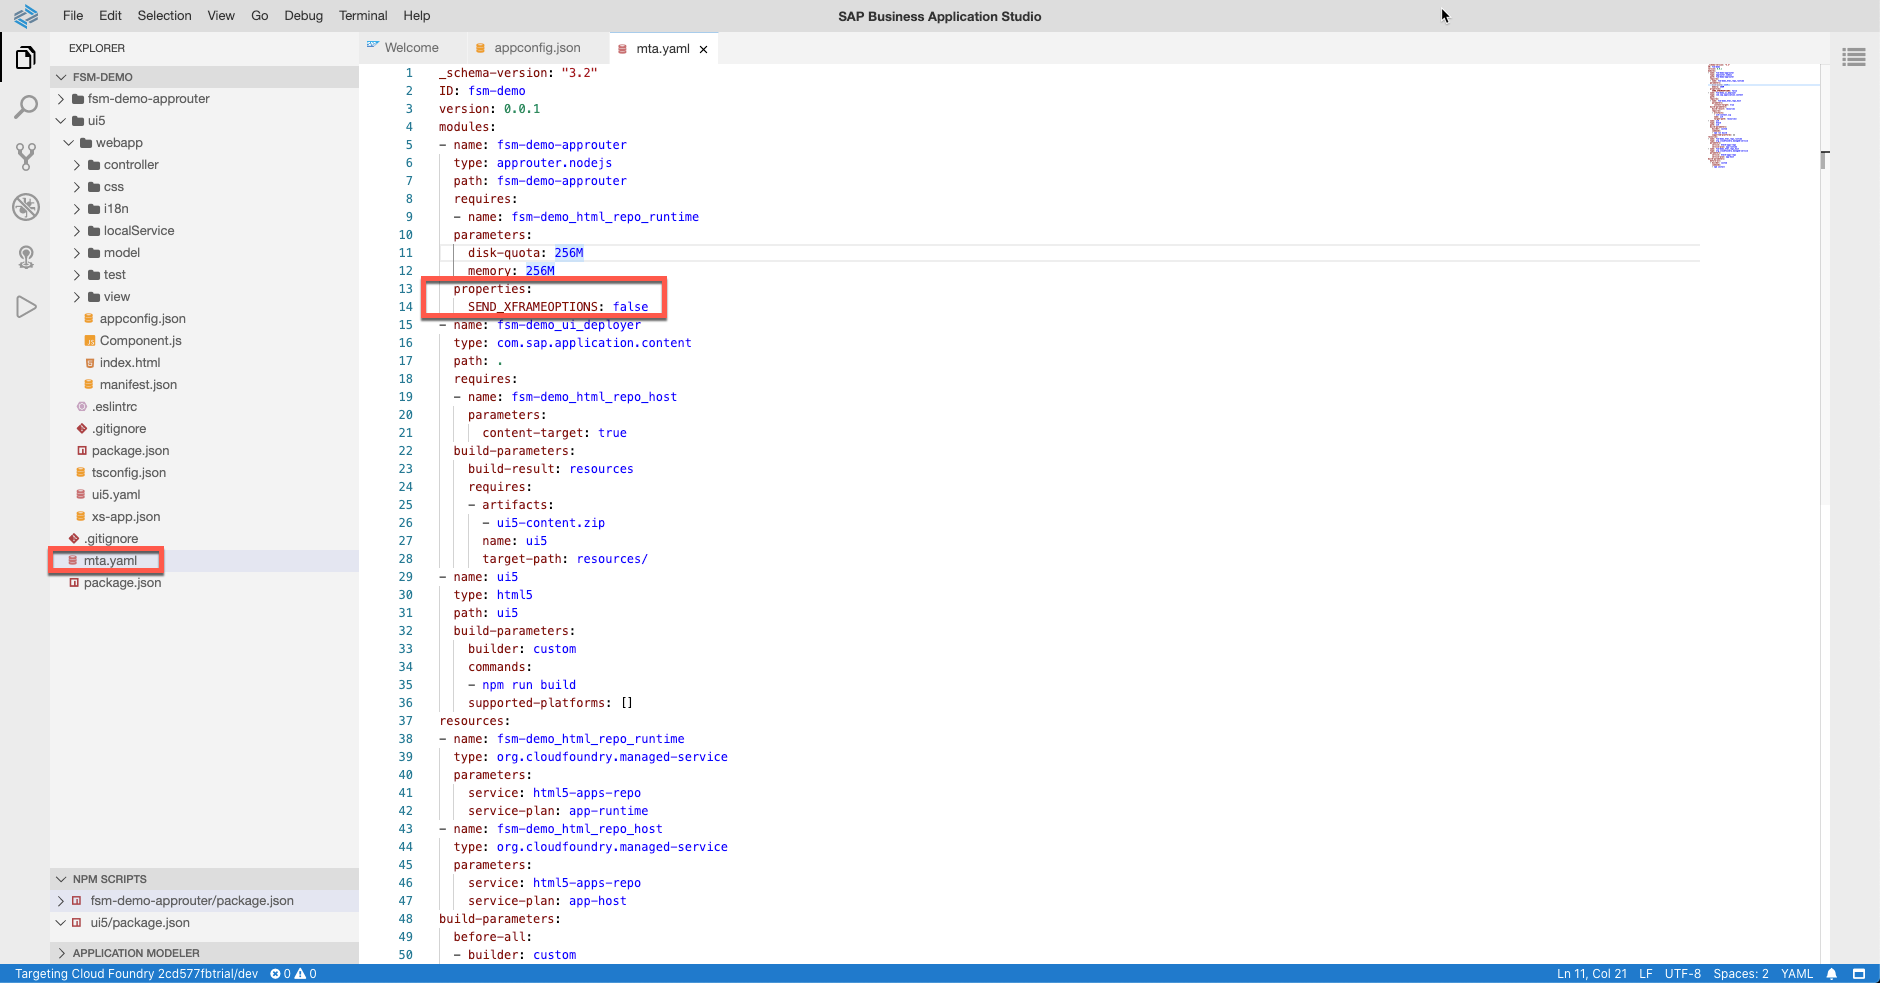 File Edit Selection View Go Debug Terminal Help
SAP Business Application Studio
EXPLORER
FSM-DEMO
fsm-demo-approuter
ui5
webapp
controller
css
i18n
localService
model
test
view
appconfig.json
Component.js
index.html
manifest.json
.eslintrc
.gitignore
package.json
tsconfig.json
ui5.yaml
xs-app.json
.gitignore
mta.yaml
package.json
NPM SCRIPTS
fsm-demo-approuter/package.json
ui5/package.json
APPLICATION MODELER
Welcome appconfig.json mta.yaml
1 _schema-version: "3.2"
2 ID: fsm-demo
3 version: 0.0.1
4 modules:
5 - name: fsm-demo-approuter
6 type: approuter.nodejs
7 path: fsm-demo-approuter
8 requires:
9 - name: fsm-demo_html_repo_runtime
10 parameters:
11 disk-quota: 256M
12 memory: 256M
13 properties:
14 SEND_XFRAMEOPTIONS: false
15 - name: fsm-demo_ui_deployer
16 type: com.sap.application.content
17 path: .
18 requires:
19 - name: fsm-demo_html_repo_host
20 parameters:
21 content-target: true
22 build-parameters:
23 build-result: resources
24 requires:
25 - artifacts:
26 - ui5-content.zip
27 name: ui5
28 target-path: resources/
29 - name: ui5
30 type: html5
31 path: ui5
32 build-parameters:
33 builder: custom
34 commands:
35 - npm run build
36 supported-platforms: []
37 resources:
38 - name: fsm-demo_html_repo_runtime
39 type: org.cloudfoundry.managed-service
40 parameters:
41 service: html5-apps-repo
42 service-plan: app-runtime
43 - name: fsm-demo_html_repo_host
44 type: org.cloudfoundry.managed-service
45 parameters:
46 service: html5-apps-repo
47 service-plan: app-host
48 build-parameters:
49 before-all:
50 - builder: custom
Targeting Cloud Foundry 2cd577fbtrial/dev 0 0
Ln 11, Col 21 LF UTF-8 Spaces: 2 YAML